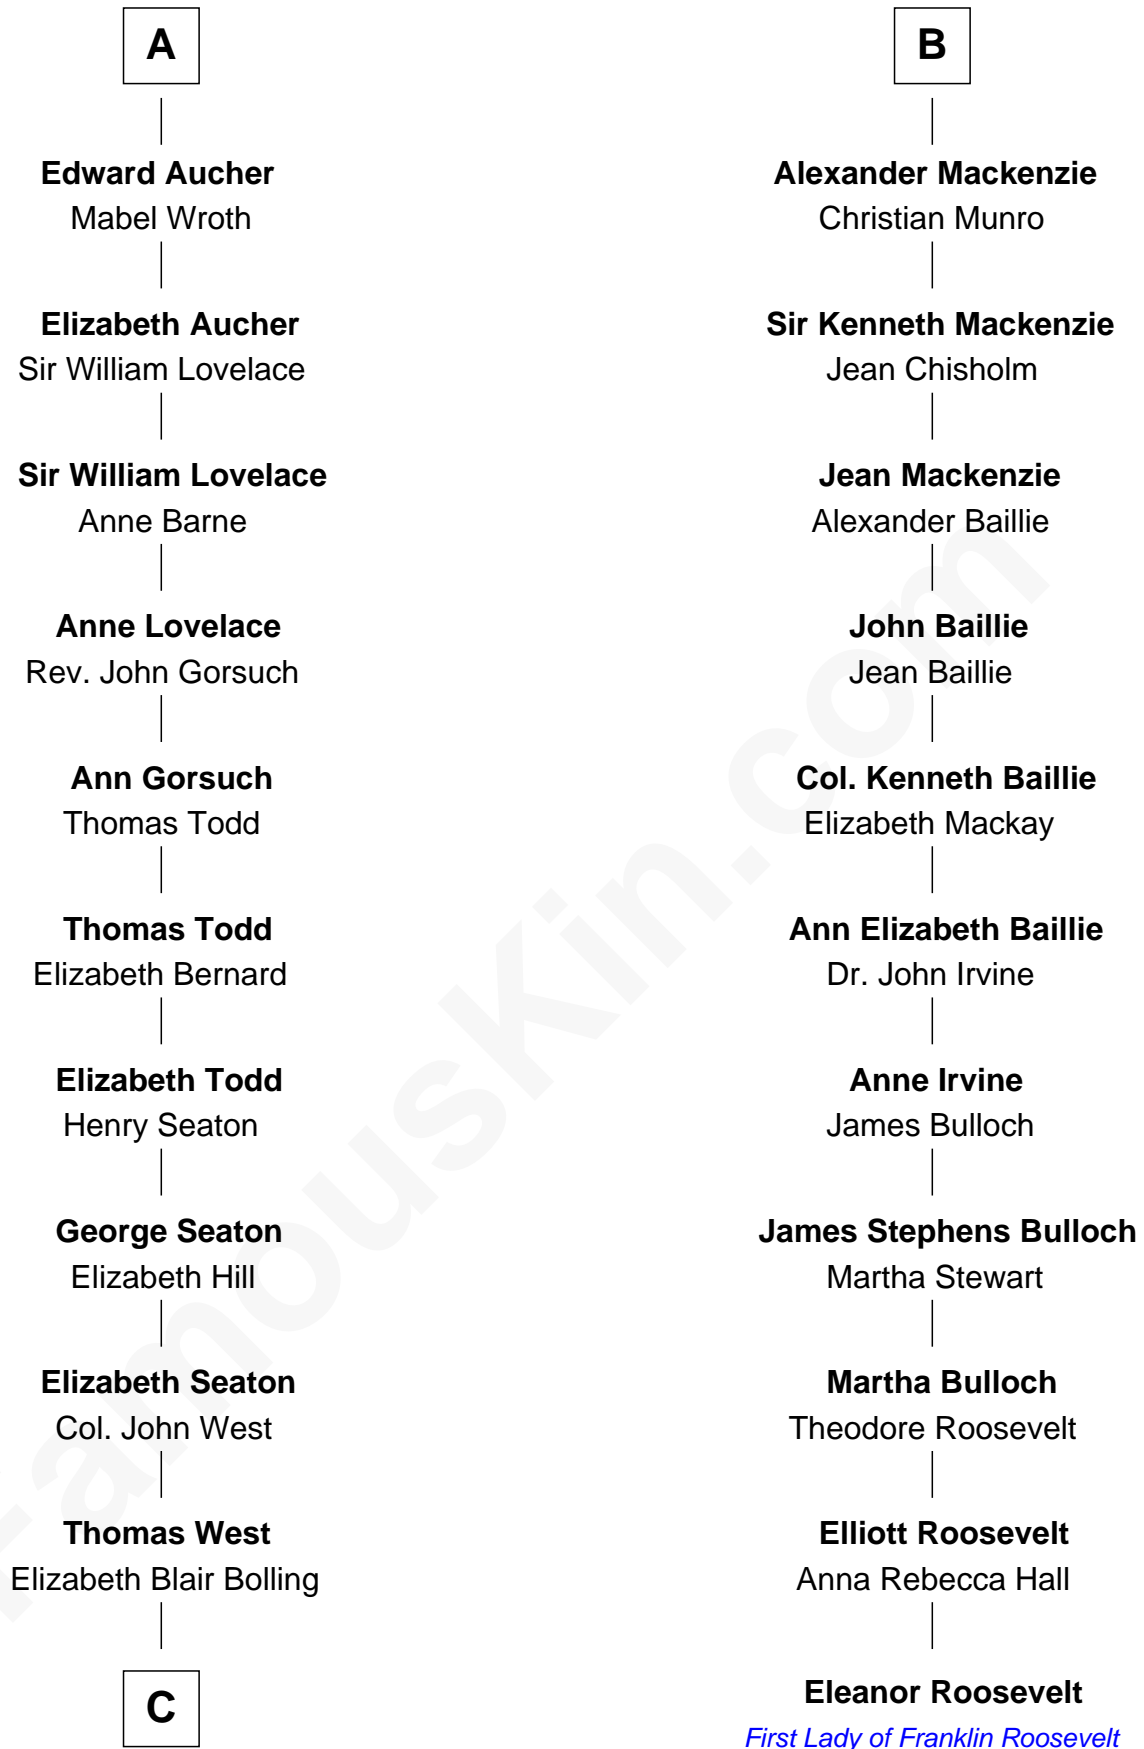 A
Edward Aucher
Mabel Wroth
Elizabeth Aucher
Sir William Lovelace
Sir William Lovelace
Anne Barne
Anne Lovelace
Rev. John Gorsuch
Ann Gorsuch
Thomas Todd
Thomas Todd
Elizabeth Bernard
Elizabeth Todd
Henry Seaton
George Seaton
Elizabeth Hill
Elizabeth Seaton
Col. John West
Thomas West
Elizabeth Blair Bolling
C
B
Alexander Mackenzie
Christian Munro
Sir Kenneth Mackenzie
Jean Chisholm
Jean Mackenzie
Alexander Baillie
John Baillie
Jean Baillie
Col. Kenneth Baillie
Elizabeth Mackay
Ann Elizabeth Baillie
Dr. John Irvine
Anne Irvine
James Bulloch
James Stephens Bulloch
Martha Stewart
Martha Bulloch
Theodore Roosevelt
Elliott Roosevelt
Anna Rebecca Hall
Eleanor Roosevelt
First Lady of Franklin Roosevelt
FamousKin.com